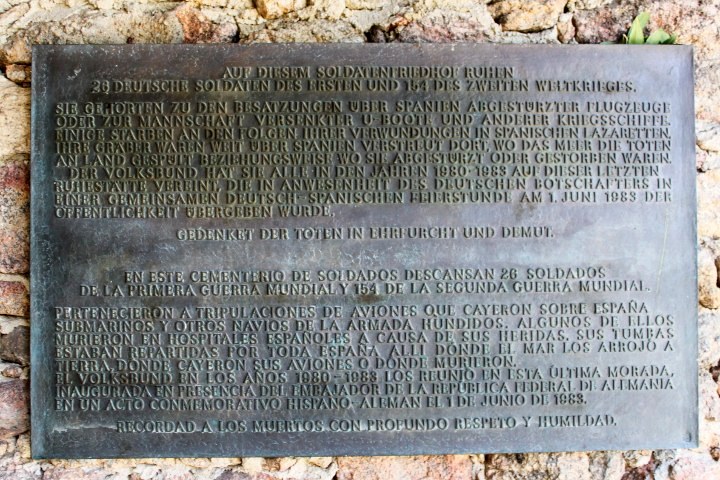 AUF DIESEM SOLDATENFRIEDHOF RUHEN
26 DEUTSCHE SOLDATEN DES ERSTEN UND 154 DES ZWEITEN WELTKRIEGES.
SIE GEHÖRTEN ZU DEN BESATZUNGEN ÜBER SPANIEN ABGESTÜRZTER FLUGZEUGE
ODER ZUR MANNSCHAFT VERSENKTER U-BOOTE UND ANDERER KRIEGSSCHIFFE.
EINIGE STARBEN AN DEN FOLGEN IHRER VERWUNDUNGEN IN SPANISCHEN LAZARETTEN.
IHRE GRÄBER WAREN WEIT ÜBER SPANIEN VERSTREUT DORT, WO DAS MEER DIE TOTEN
AN LAND GESPÜLT BEZIEHUNGSWEISE WO SIE ABGESTÜRZT ODER GESTORBEN WAREN.
DER VOLKSBUND HAT SIE ALLE IN DEN JAHREN 1980-1983 AUF DIESER LETZTEN
RUHESTÄTTE VEREINT, DIE IN ANWESENHEIT DES DEUTSCHEN BOTSCHAFTERS IN
EINER GEMEINSAMEN DEUTSCH-SPANISCHEN FEIERSTUNDE AM 1. JUNI 1983 DER
ÖFFENTLICHKEIT ÜBERGEBEN WURDE.
GEDENKET DER TOTEN IN EHRFURCHT UND DEMUT.
EN ESTE CEMENTERIO DE SOLDADOS DESCANSAN 26 SOLDADOS
DE LA PRIMERA GUERRA MUNDIAL Y 154 DE LA SEGUNDA GUERRA MUNDIAL.
PERTENECIERON A TRIPULACIONES DE AVIONES QUE CAYERON SOBRE ESPAÑA,
SUBMARINOS Y OTROS NAVIOS DE LA ARMADA HUNDIDOS. ALGUNOS DE ELLOS
MURIERON EN HOSPITALES ESPAÑOLES A CAUSA DE SUS HERIDAS. SUS TUMBAS
ESTABAN REPARTIDAS POR TODA ESPAÑA, ALLI DONDE EL MAR LOS ARROJO A
TIERRA, DONDE CAYERON SUS AVIONES O DONDE MURIERON.
EL VOLKSBUND EN LOS AÑOS 1980-1983 LOS REUNIO EN ESTA ÚLTIMA MORADA,
INAUGURADA EN PRESENCIA DEL EMBAJADOR DE LA REPUBLICA FEDERAL DE ALEMANIA
EN UN ACTO CONMEMORATIVO HISPANO-ALEMAN EL 1 DE JUNIO DE 1983.
RECORDAD A LOS MUERTOS CON PROFUNDO RESPETO Y HUMILDAD.